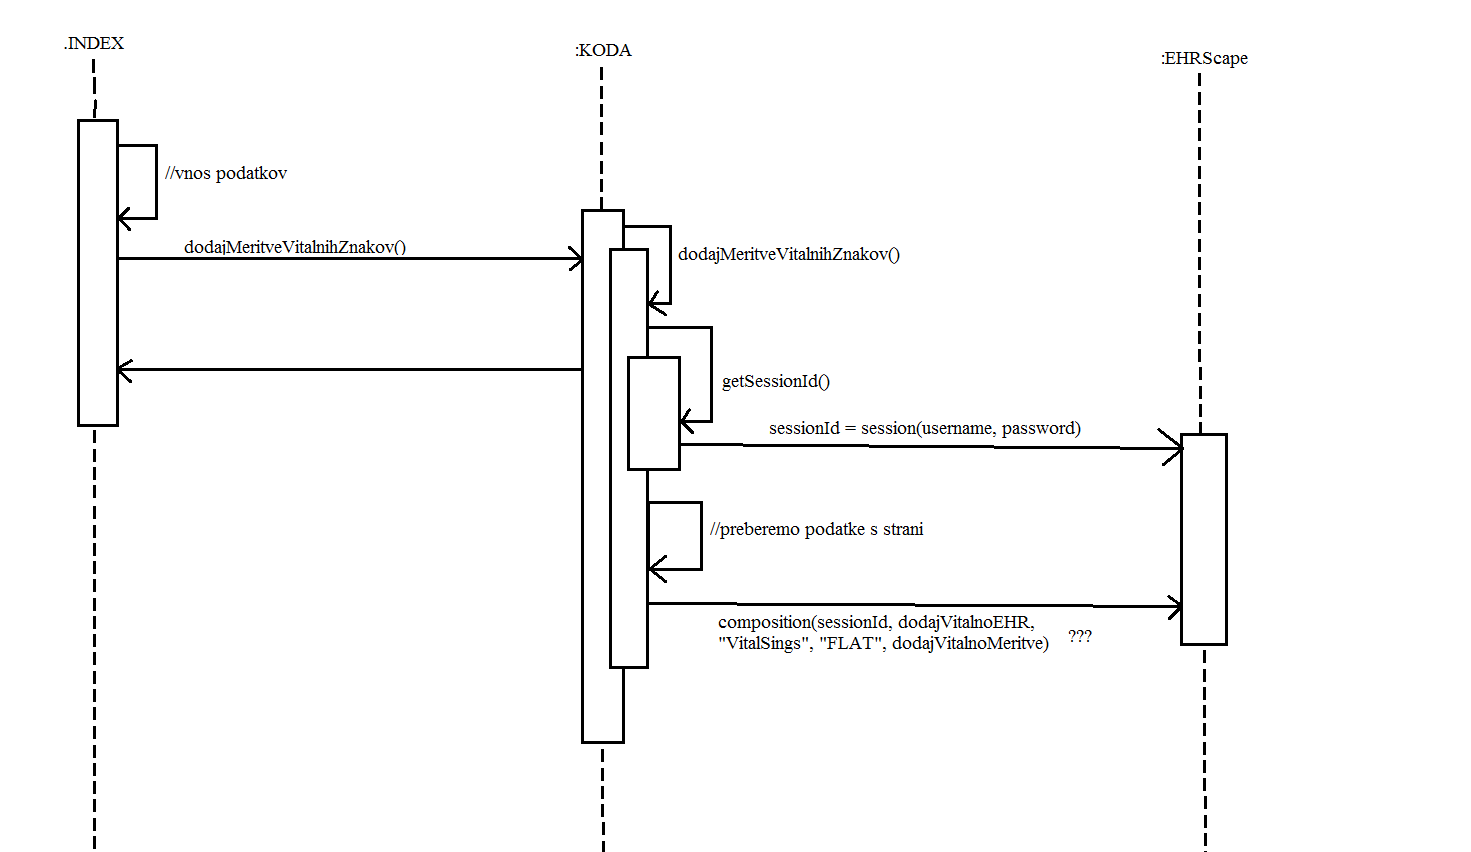 .INDEX
:KODA
:EHRScape
//vnos podatkov
dodajMeritveVitalnihZnakov()
dodajMeritveVitalnihZnakov()
getSessionId()
sessionId = session(username, password)
//preberemo podatke s strani
composition(sessionId, dodajVitalnoEHR,
"VitalSings", "FLAT", dodajVitalnoMeritve) ???